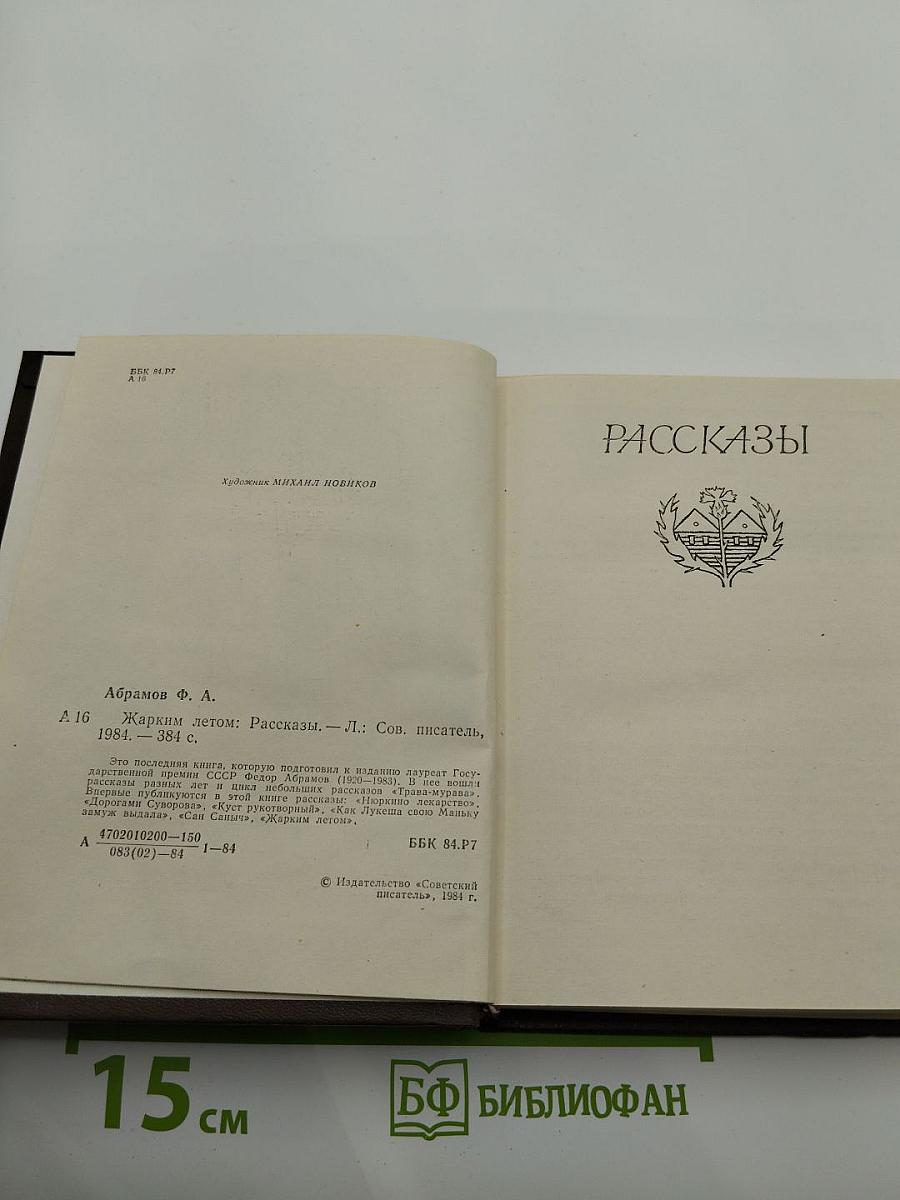 ББК 84.Р7
А 16
Художник МИХАИЛ НОВИКОВ
Абрамов Ф. А.
А 16 Жарким летом: Рассказы. — Л.: Сов. писатель,
1984. — 384 с.
Это последняя книга, которую подготовил к изданию лауреат Госу-
дарственной премии СССР Федор Абрамов (1920—1983). В нее вошли
рассказы разных лет и цикл небольших рассказов «Трава-мурава».
Впервые публикуются в этой книге рассказы: «Нюркино лекарство»,
«Дорогами Суворова», «Куст рукотворный», «Как Лукеша свою Маньку
замуж выдала», «Сан Саныч», «Жарким летом».
А 4702010200—150
083(02)—84 1—84
ББК 84.Р7
© Издательство «Советский
писатель», 1984 г.
РАССКАЗЫ
15 см
БФ БИБЛИОФАН